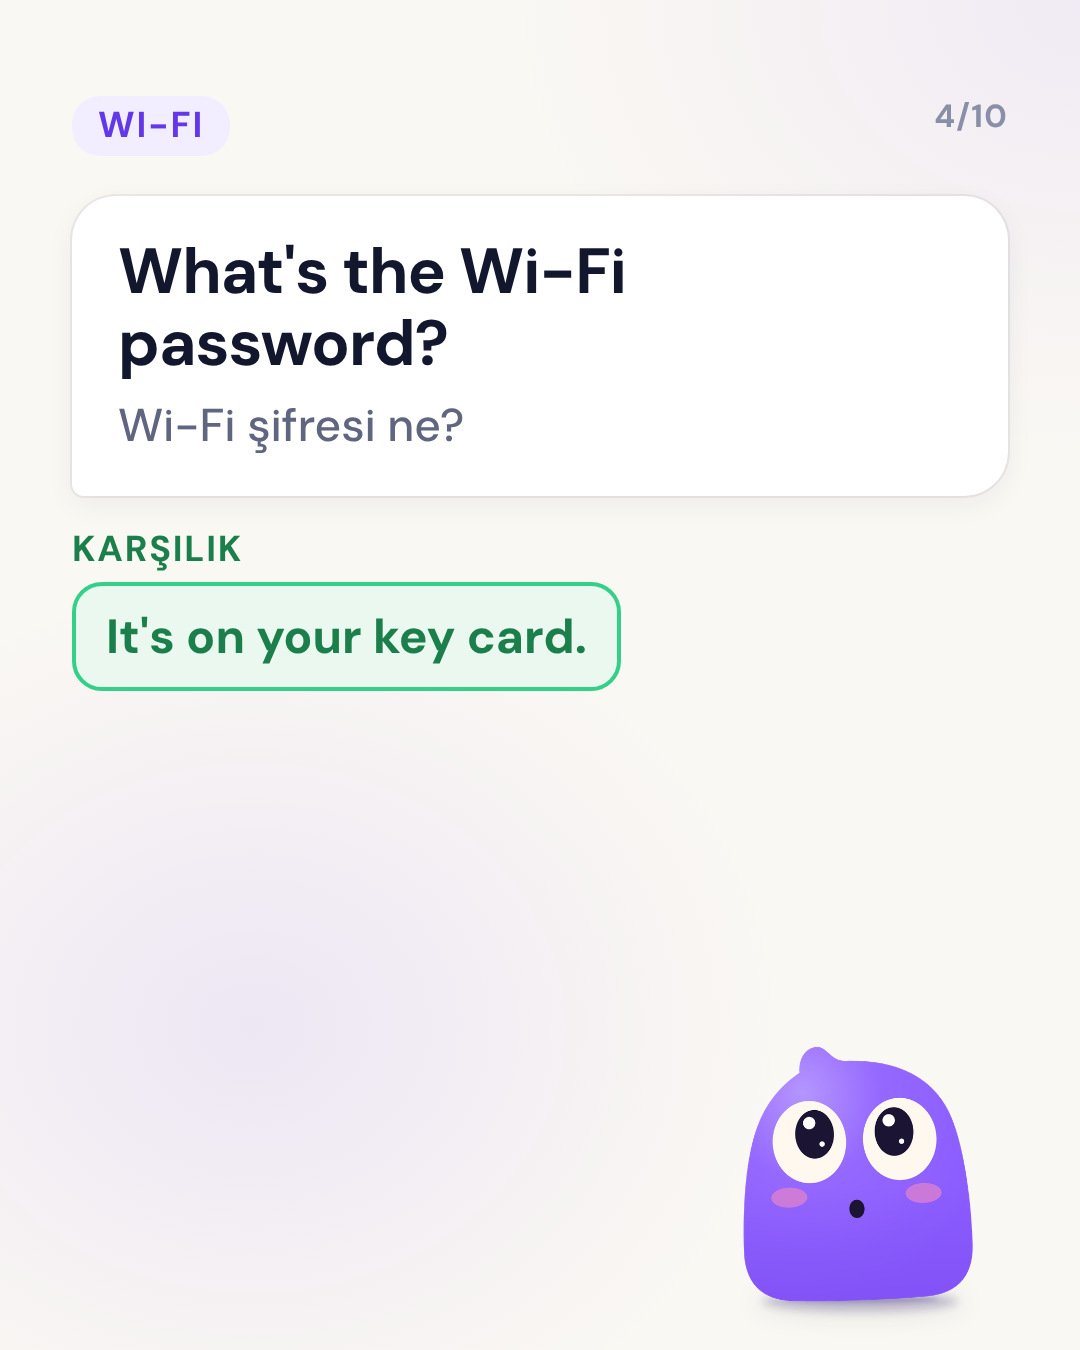 WI-FI
4/10
What's the Wi-Fi
password?
Wi-Fi şifresi ne?
KARŞILIK
It's on your key card.